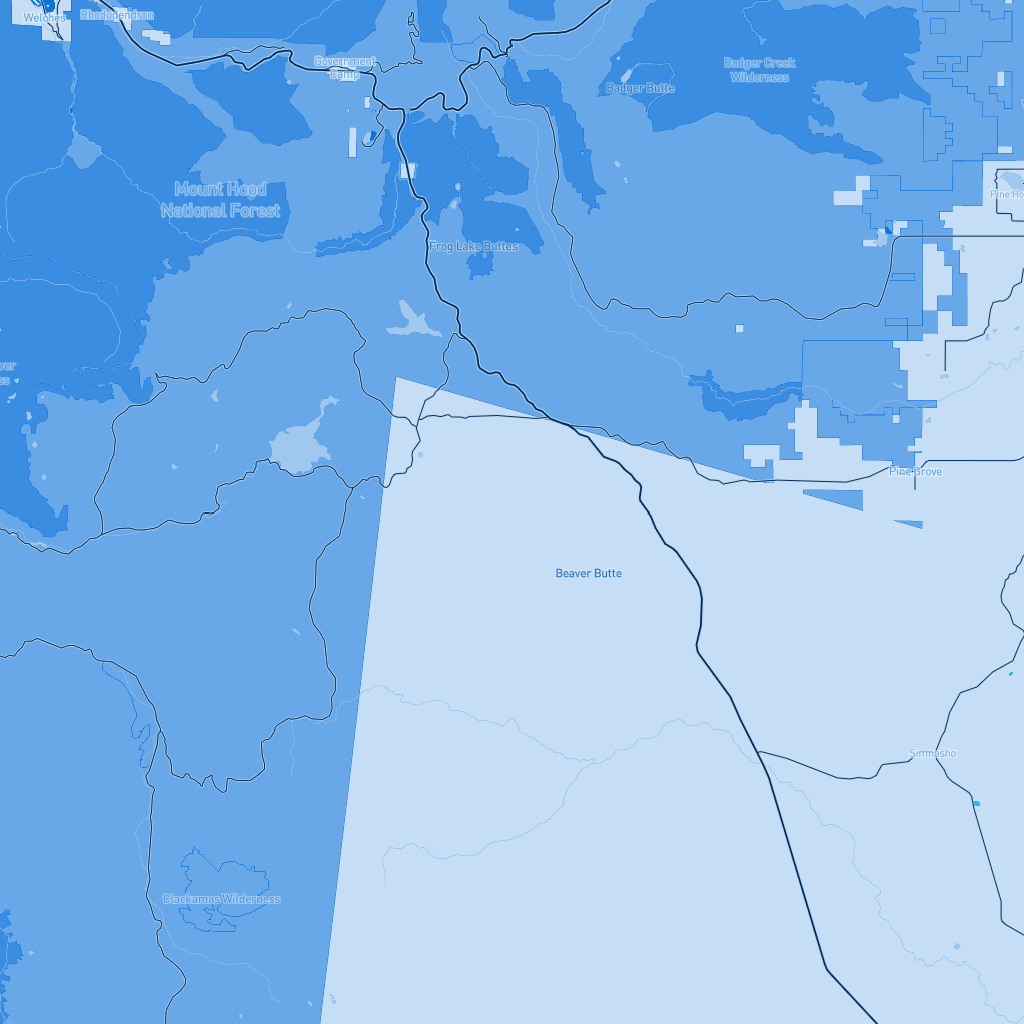 Welches
Rhododendron
Government
Camp
Badger Creek
Wilderness
Badger Butte
Mount Hood
National Forest
Pine Ho
Frog Lake Buttes
ver
ss
Pine Grove
Beaver Butte
Simnasho
Clackamas Wilderness